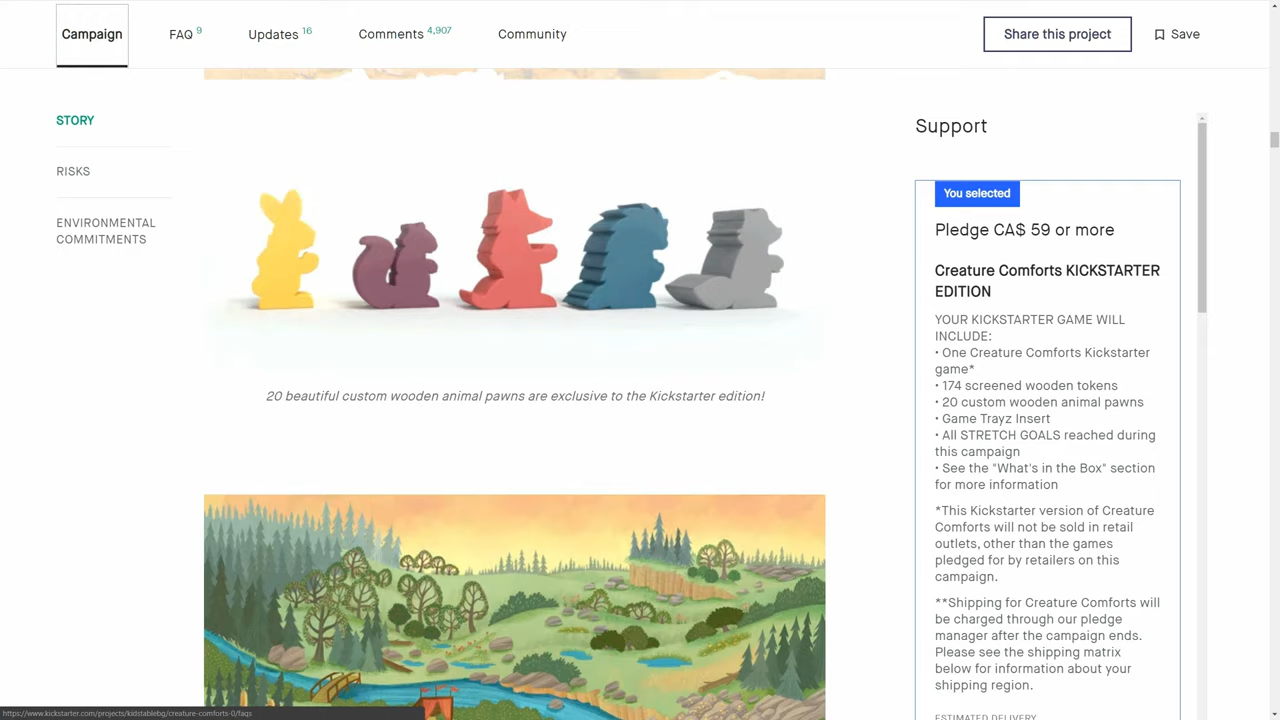 Campaign
FAQ 9
Updates 16
Comments 4,907
Community
Share this project
Save
STORY
RISKS
ENVIRONMENTAL
COMMITMENTS
20 beautiful custom wooden animal pawns are exclusive to the Kickstarter edition!
Support
You selected
Pledge CA$ 59 or more
Creature Comforts KICKSTARTER
EDITION
YOUR KICKSTARTER GAME WILL
INCLUDE:
• One Creature Comforts Kickstarter
game*
• 174 screened wooden tokens
• 20 custom wooden animal pawns
• Game Trayz Insert
• All STRETCH GOALS reached during
this campaign
• See the "What's in the Box" section
for more information
*This Kickstarter version of Creature
Comforts will not be sold in retail
outlets, other than the games
pledged for by retailers on this
campaign.
**Shipping for Creature Comforts will
be charged through our pledge
manager after the campaign ends.
Please see the shipping matrix
below for information about your
shipping region.
ESTIMATED DELIVERY
https://www.kickstarter.com/projects/kidstablebg/creature-comforts-0/faqs